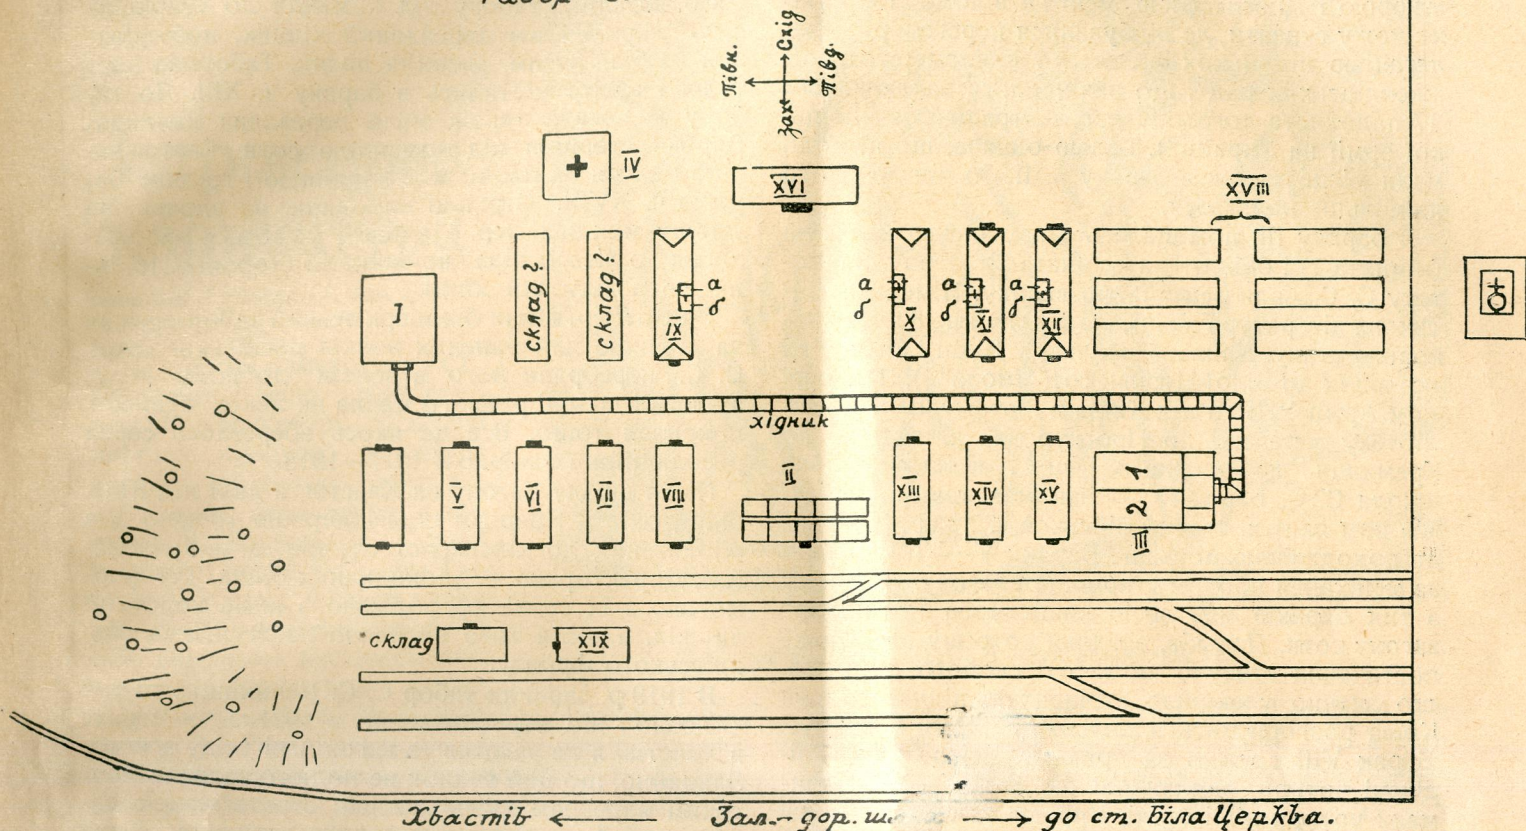 Схід
Півн.
Півд.
Зах
IV
XVI
XVIII
I
склад?
склад?
IX
а
б
а
б
X
а
б
XI
а
б
XII
хідник
V
VI
VII
VIII
II
XIII
XIV
XV
1
2
III
склад
XIX
Хвастів
Зал.- дор.
до ст. Біла Церква.